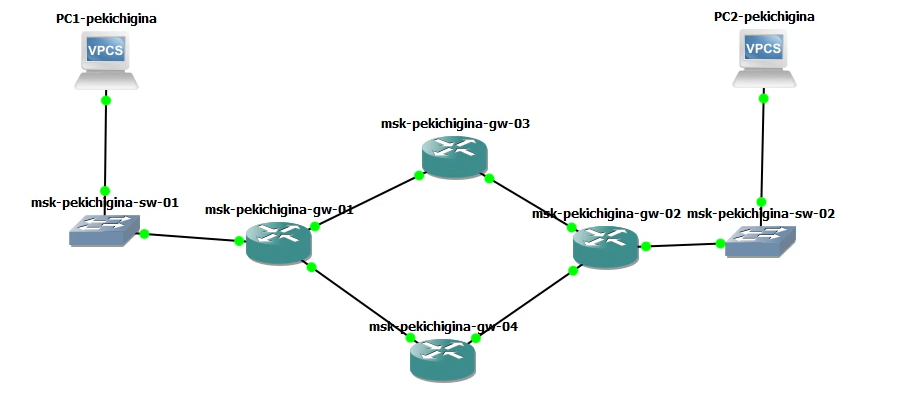 PC1-pekichigina
VPCS
PC2-pekichigina
VPCS
msk-pekichigina-gw-03
msk-pekichigina-sw-01
msk-pekichigina-gw-01
msk-pekichigina-gw-02
msk-pekichigina-sw-02
msk-pekichigina-gw-04